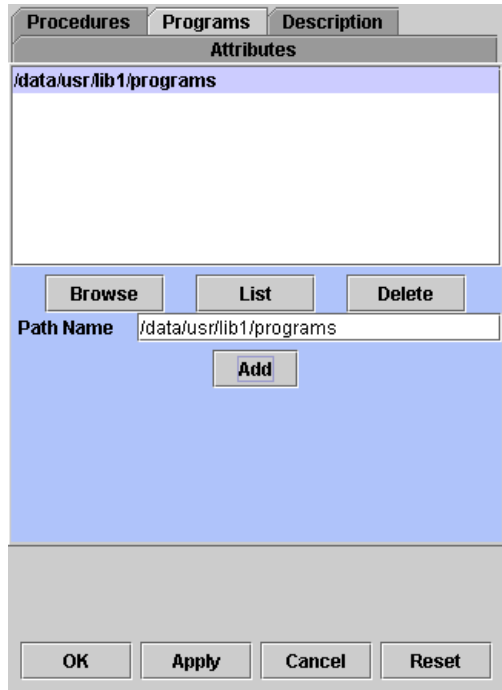 Procedures Programs Description
Attributes
/data/usr/lib1/programs
Browse List Delete
Path Name /data/usr/lib1/programs
Add
OK Apply Cancel Reset